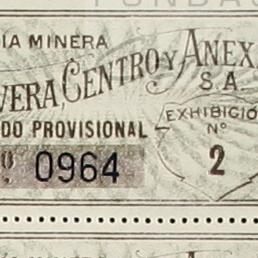 FUNDA
IA MINERA
VERA, CENTRO Y ANEX
S.A.
DO PROVISIONAL
EXHIBICIÓ
Nº
2
º 0964